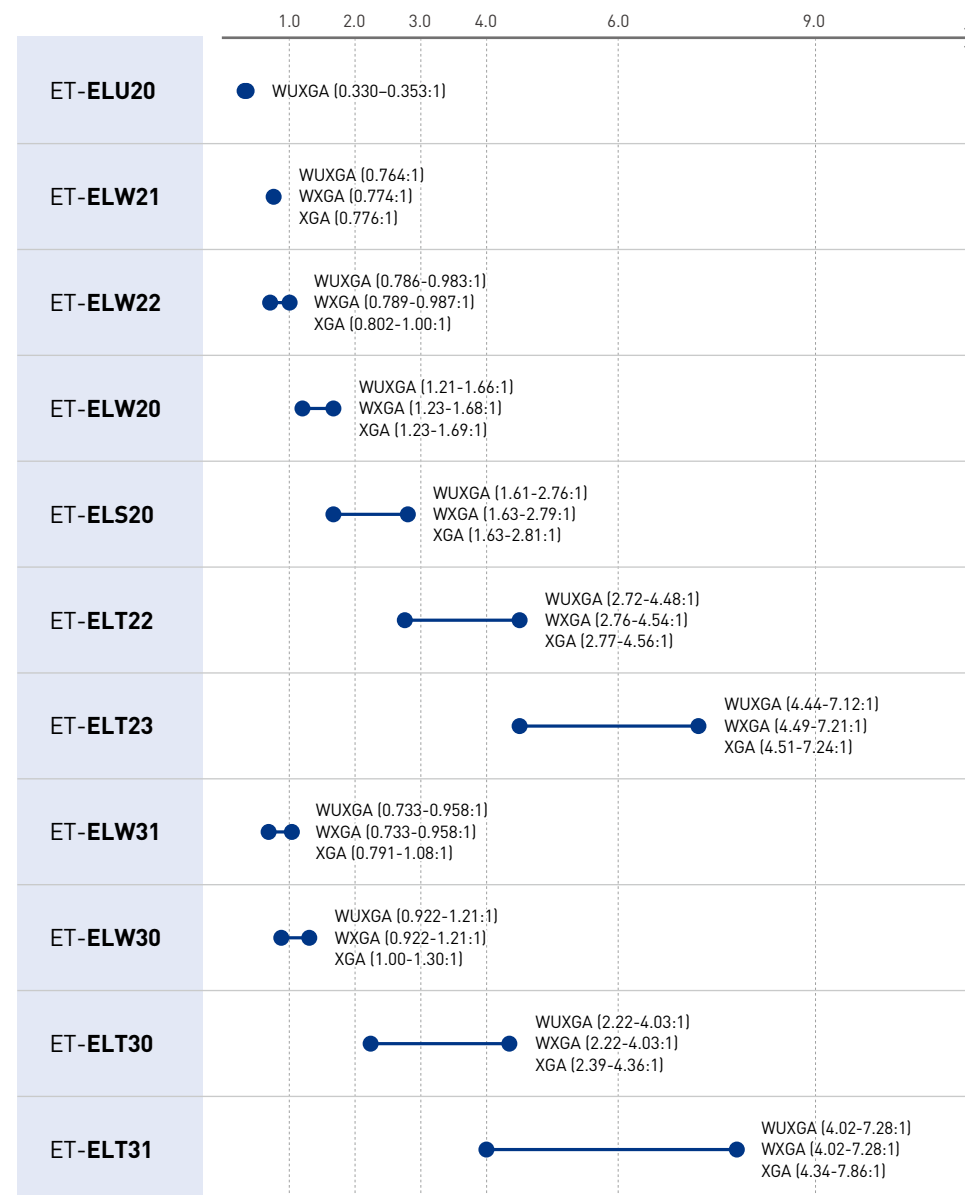 1.0 2.0 3.0 4.0 6.0 9.0
ET-ELU20
WUXGA (0.330–0.353:1)
ET-ELW21
WUXGA (0.764:1)
WXGA (0.774:1)
XGA (0.776:1)
ET-ELW22
WUXGA (0.786-0.983:1)
WXGA (0.789-0.987:1)
XGA (0.802-1.00:1)
ET-ELW20
WUXGA (1.21-1.66:1)
WXGA (1.23-1.68:1)
XGA (1.23-1.69:1)
ET-ELS20
WUXGA (1.61-2.76:1)
WXGA (1.63-2.79:1)
XGA (1.63-2.81:1)
ET-ELT22
WUXGA (2.72-4.48:1)
WXGA (2.76-4.54:1)
XGA (2.77-4.56:1)
ET-ELT23
WUXGA (4.44-7.12:1)
WXGA (4.49-7.21:1)
XGA (4.51-7.24:1)
ET-ELW31
WUXGA (0.733-0.958:1)
WXGA (0.733-0.958:1)
XGA (0.791-1.08:1)
ET-ELW30
WUXGA (0.922-1.21:1)
WXGA (0.922-1.21:1)
XGA (1.00-1.30:1)
ET-ELT30
WUXGA (2.22-4.03:1)
WXGA (2.22-4.03:1)
XGA (2.39-4.36:1)
ET-ELT31
WUXGA (4.02-7.28:1)
WXGA (4.02-7.28:1)
XGA (4.34-7.86:1)